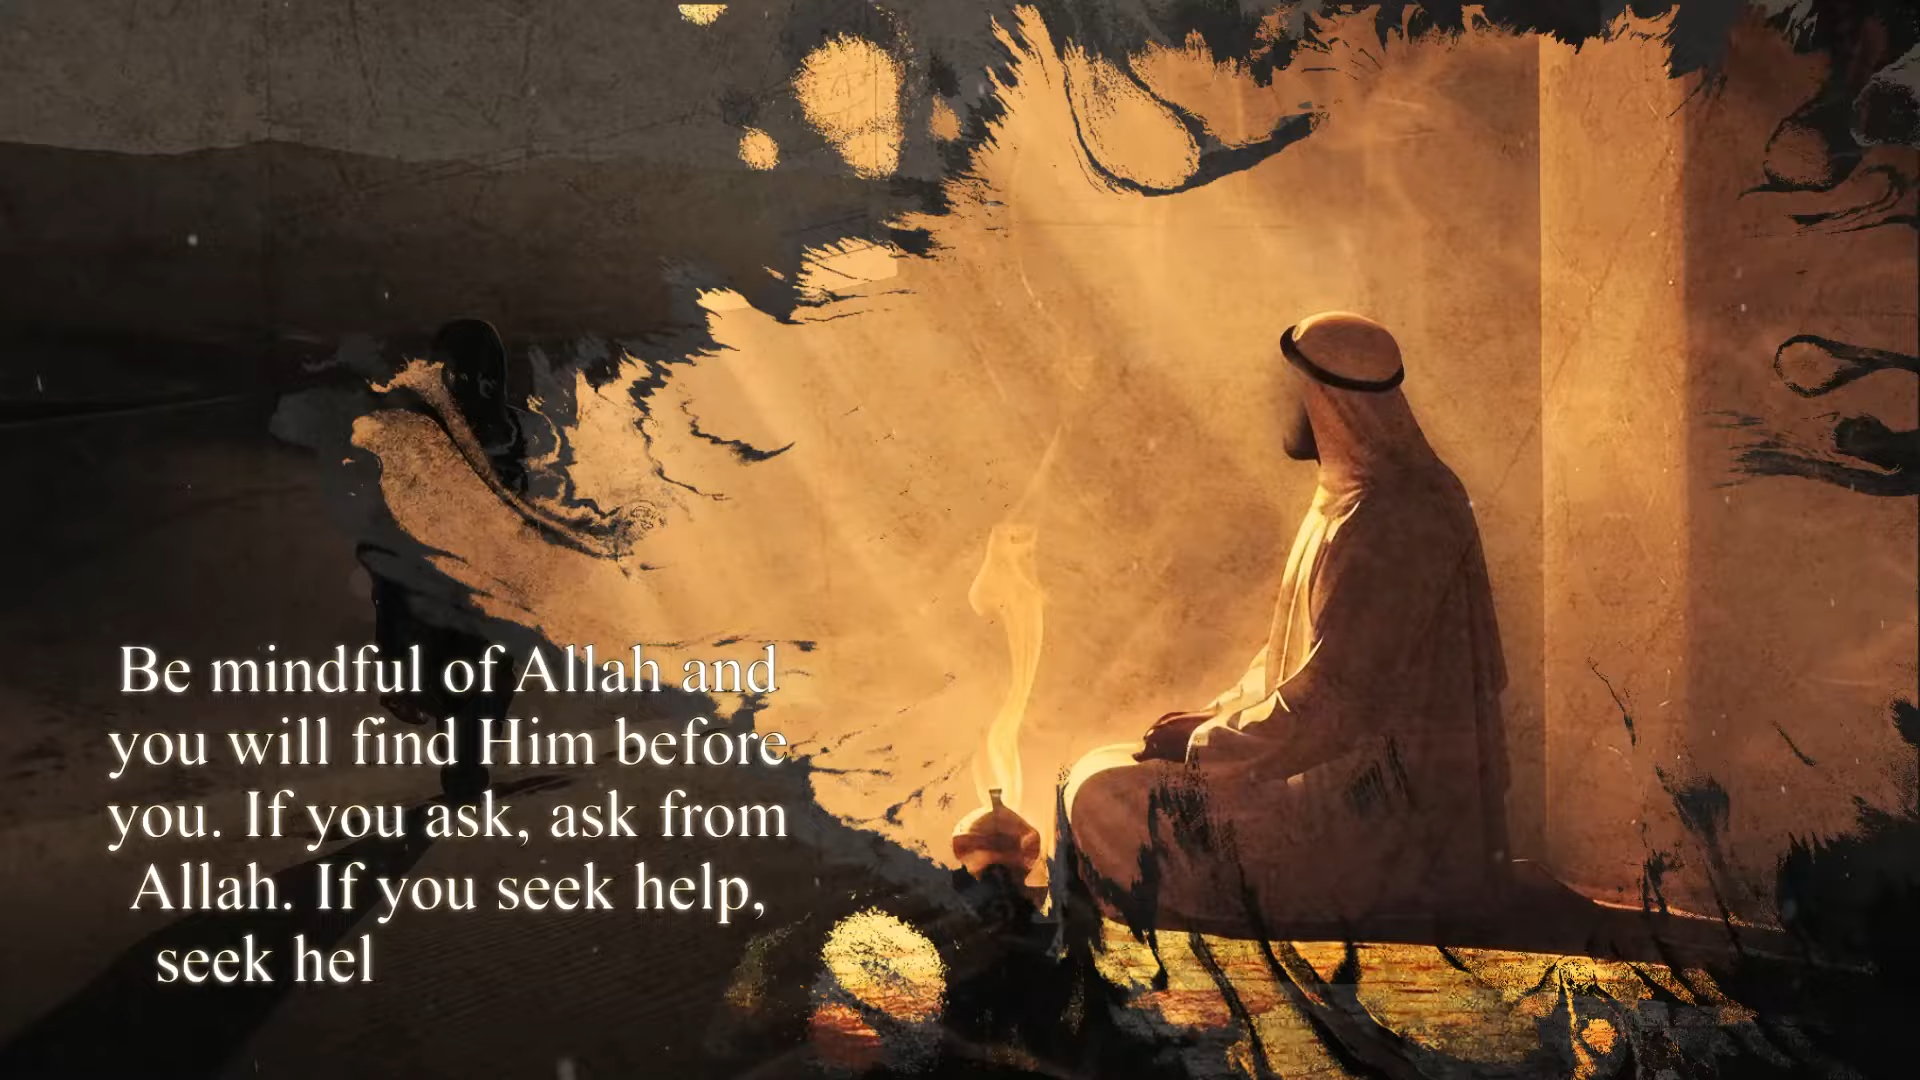 Be mindful of Allah and
you will find Him before
you. If you ask, ask from
Allah. If you seek help,
seek hel